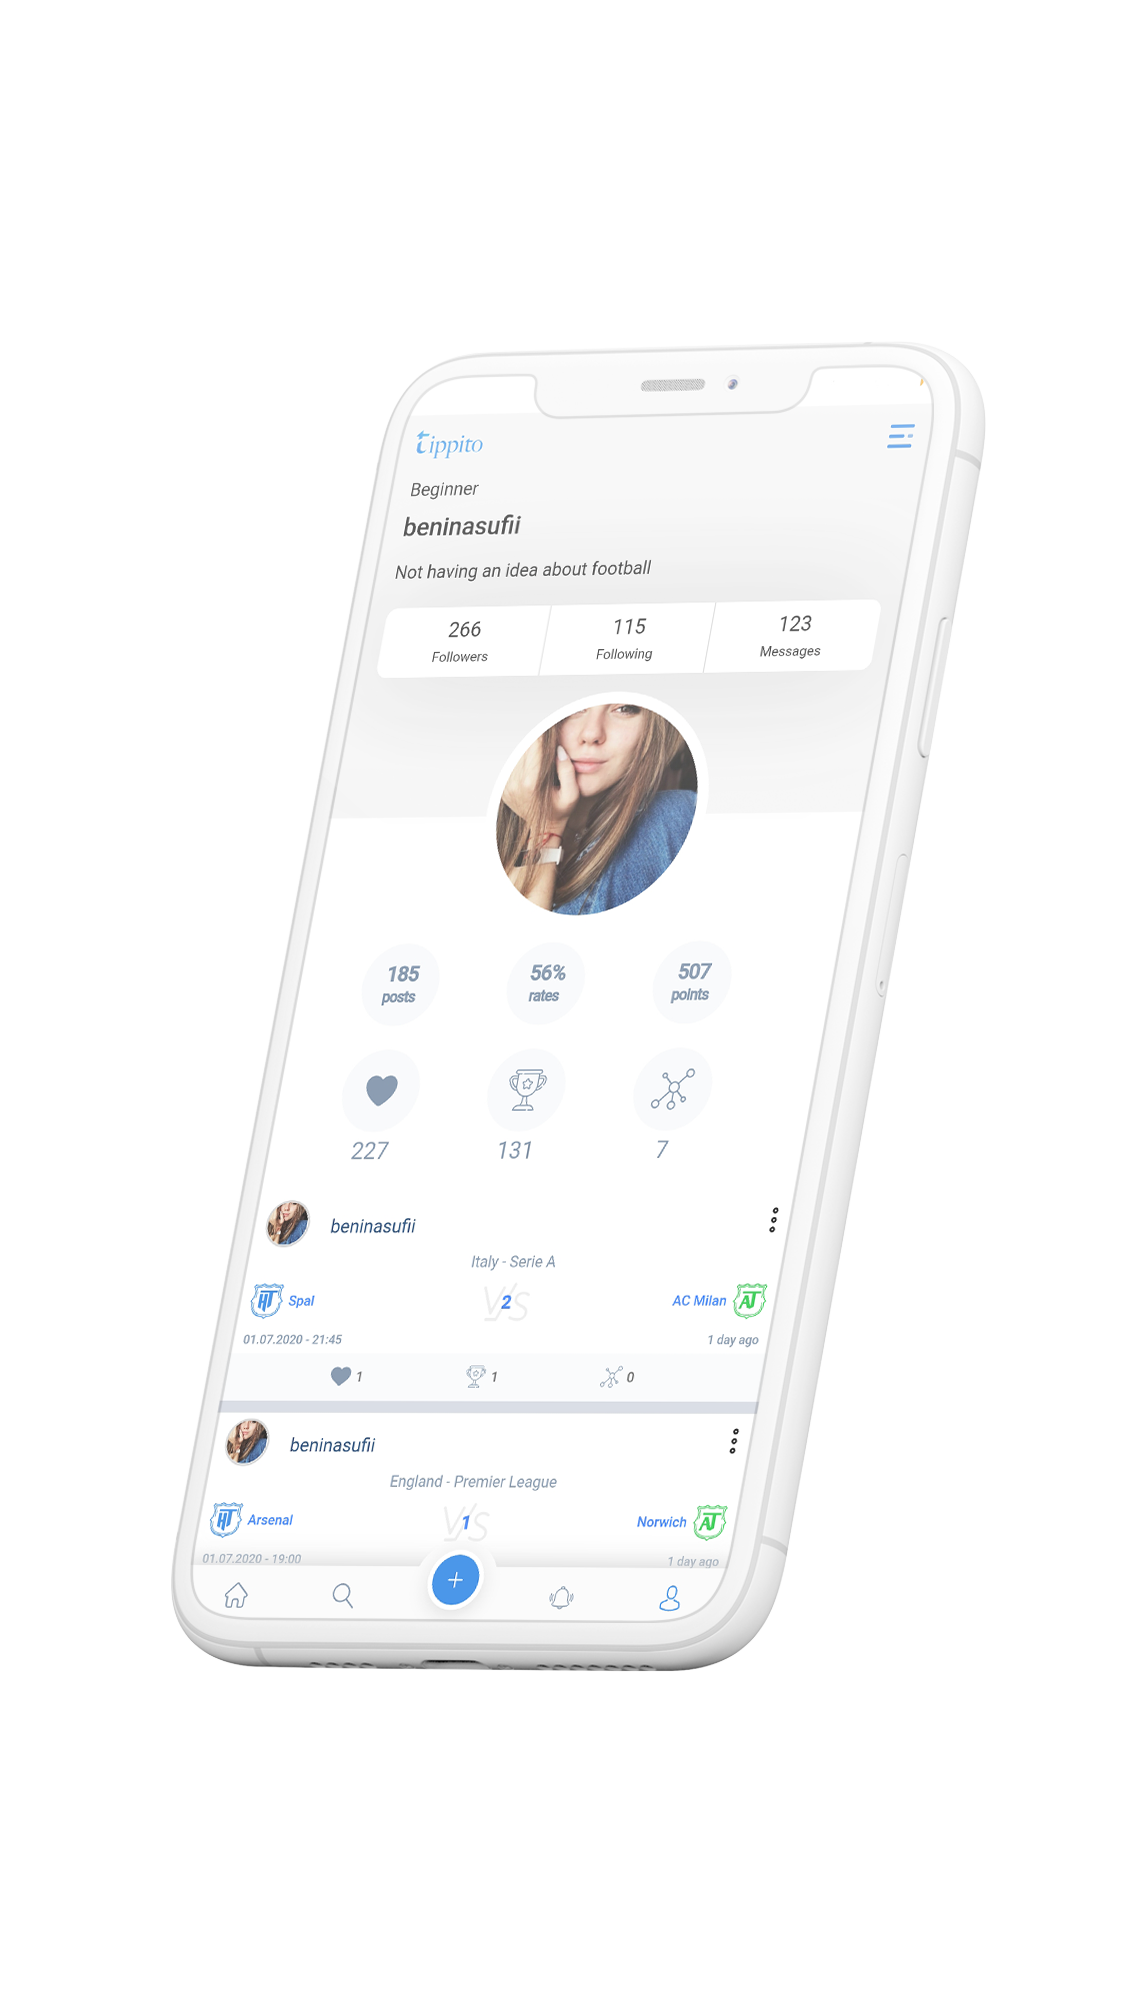 tippito
Beginner
beninasufii
Not having an idea about football
266 115 123
Followers Following Messages
185 56% 507
posts rates points
227 131 7
beninasufii
Italy - Serie A
HT Spal VS 2 AC Milan AT
01.07.2020 - 21:45 1 day ago
1 1 0
beninasufii
England - Premier League
HT Arsenal VS 1 Norwich AT
01.07.2020 - 19:00 1 day ago